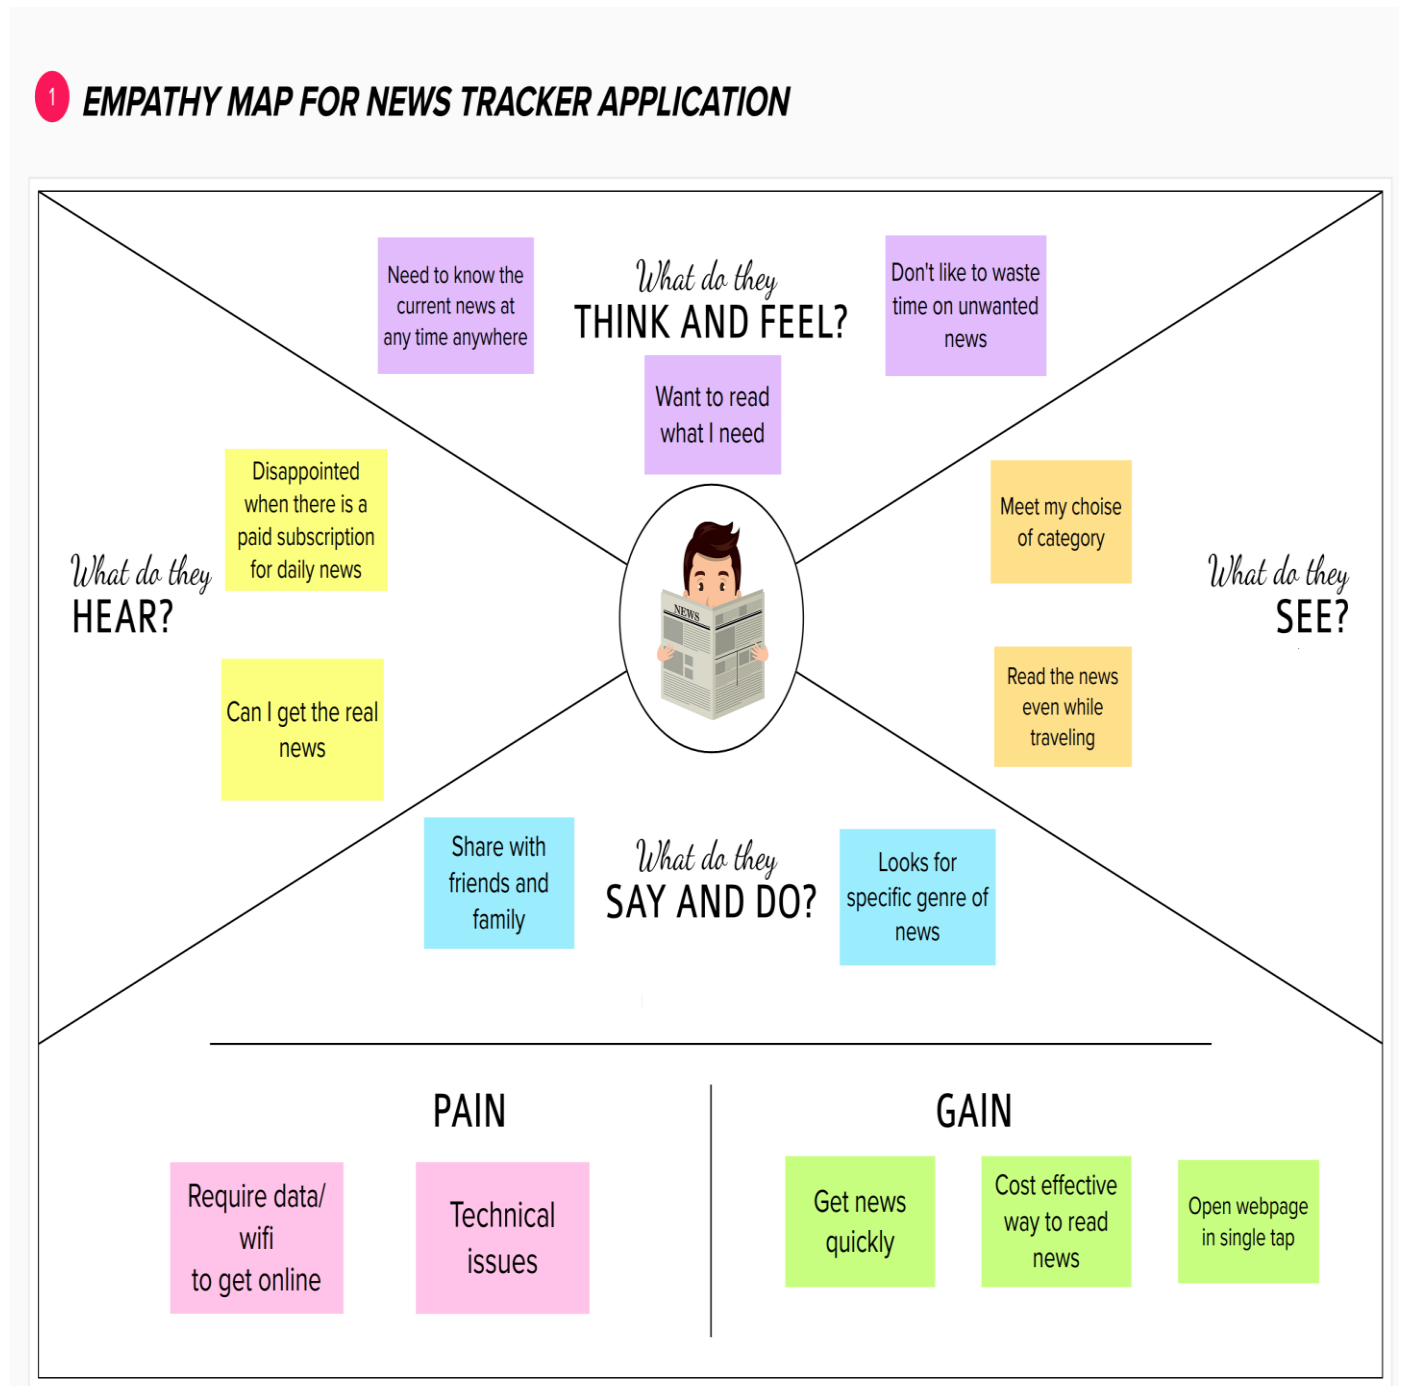 1
EMPATHY MAP FOR NEWS TRACKER APPLICATION
What do they
THINK AND FEEL?
Need to know the
current news at
any time anywhere
Want to read
what I need
Don't like to waste
time on unwanted
news
What do they
HEAR?
Disappointed
when there is a
paid subscription
for daily news
Can I get the real
news
NEWS
What do they
SEE?
Meet my choise
of category
Read the news
even while
traveling
What do they
SAY AND DO?
Share with
friends and
family
Looks for
specific genre of
news
PAIN
Require data/
wifi
to get online
Technical
issues
GAIN
Get news
quickly
Cost effective
way to read
news
Open webpage
in single tap